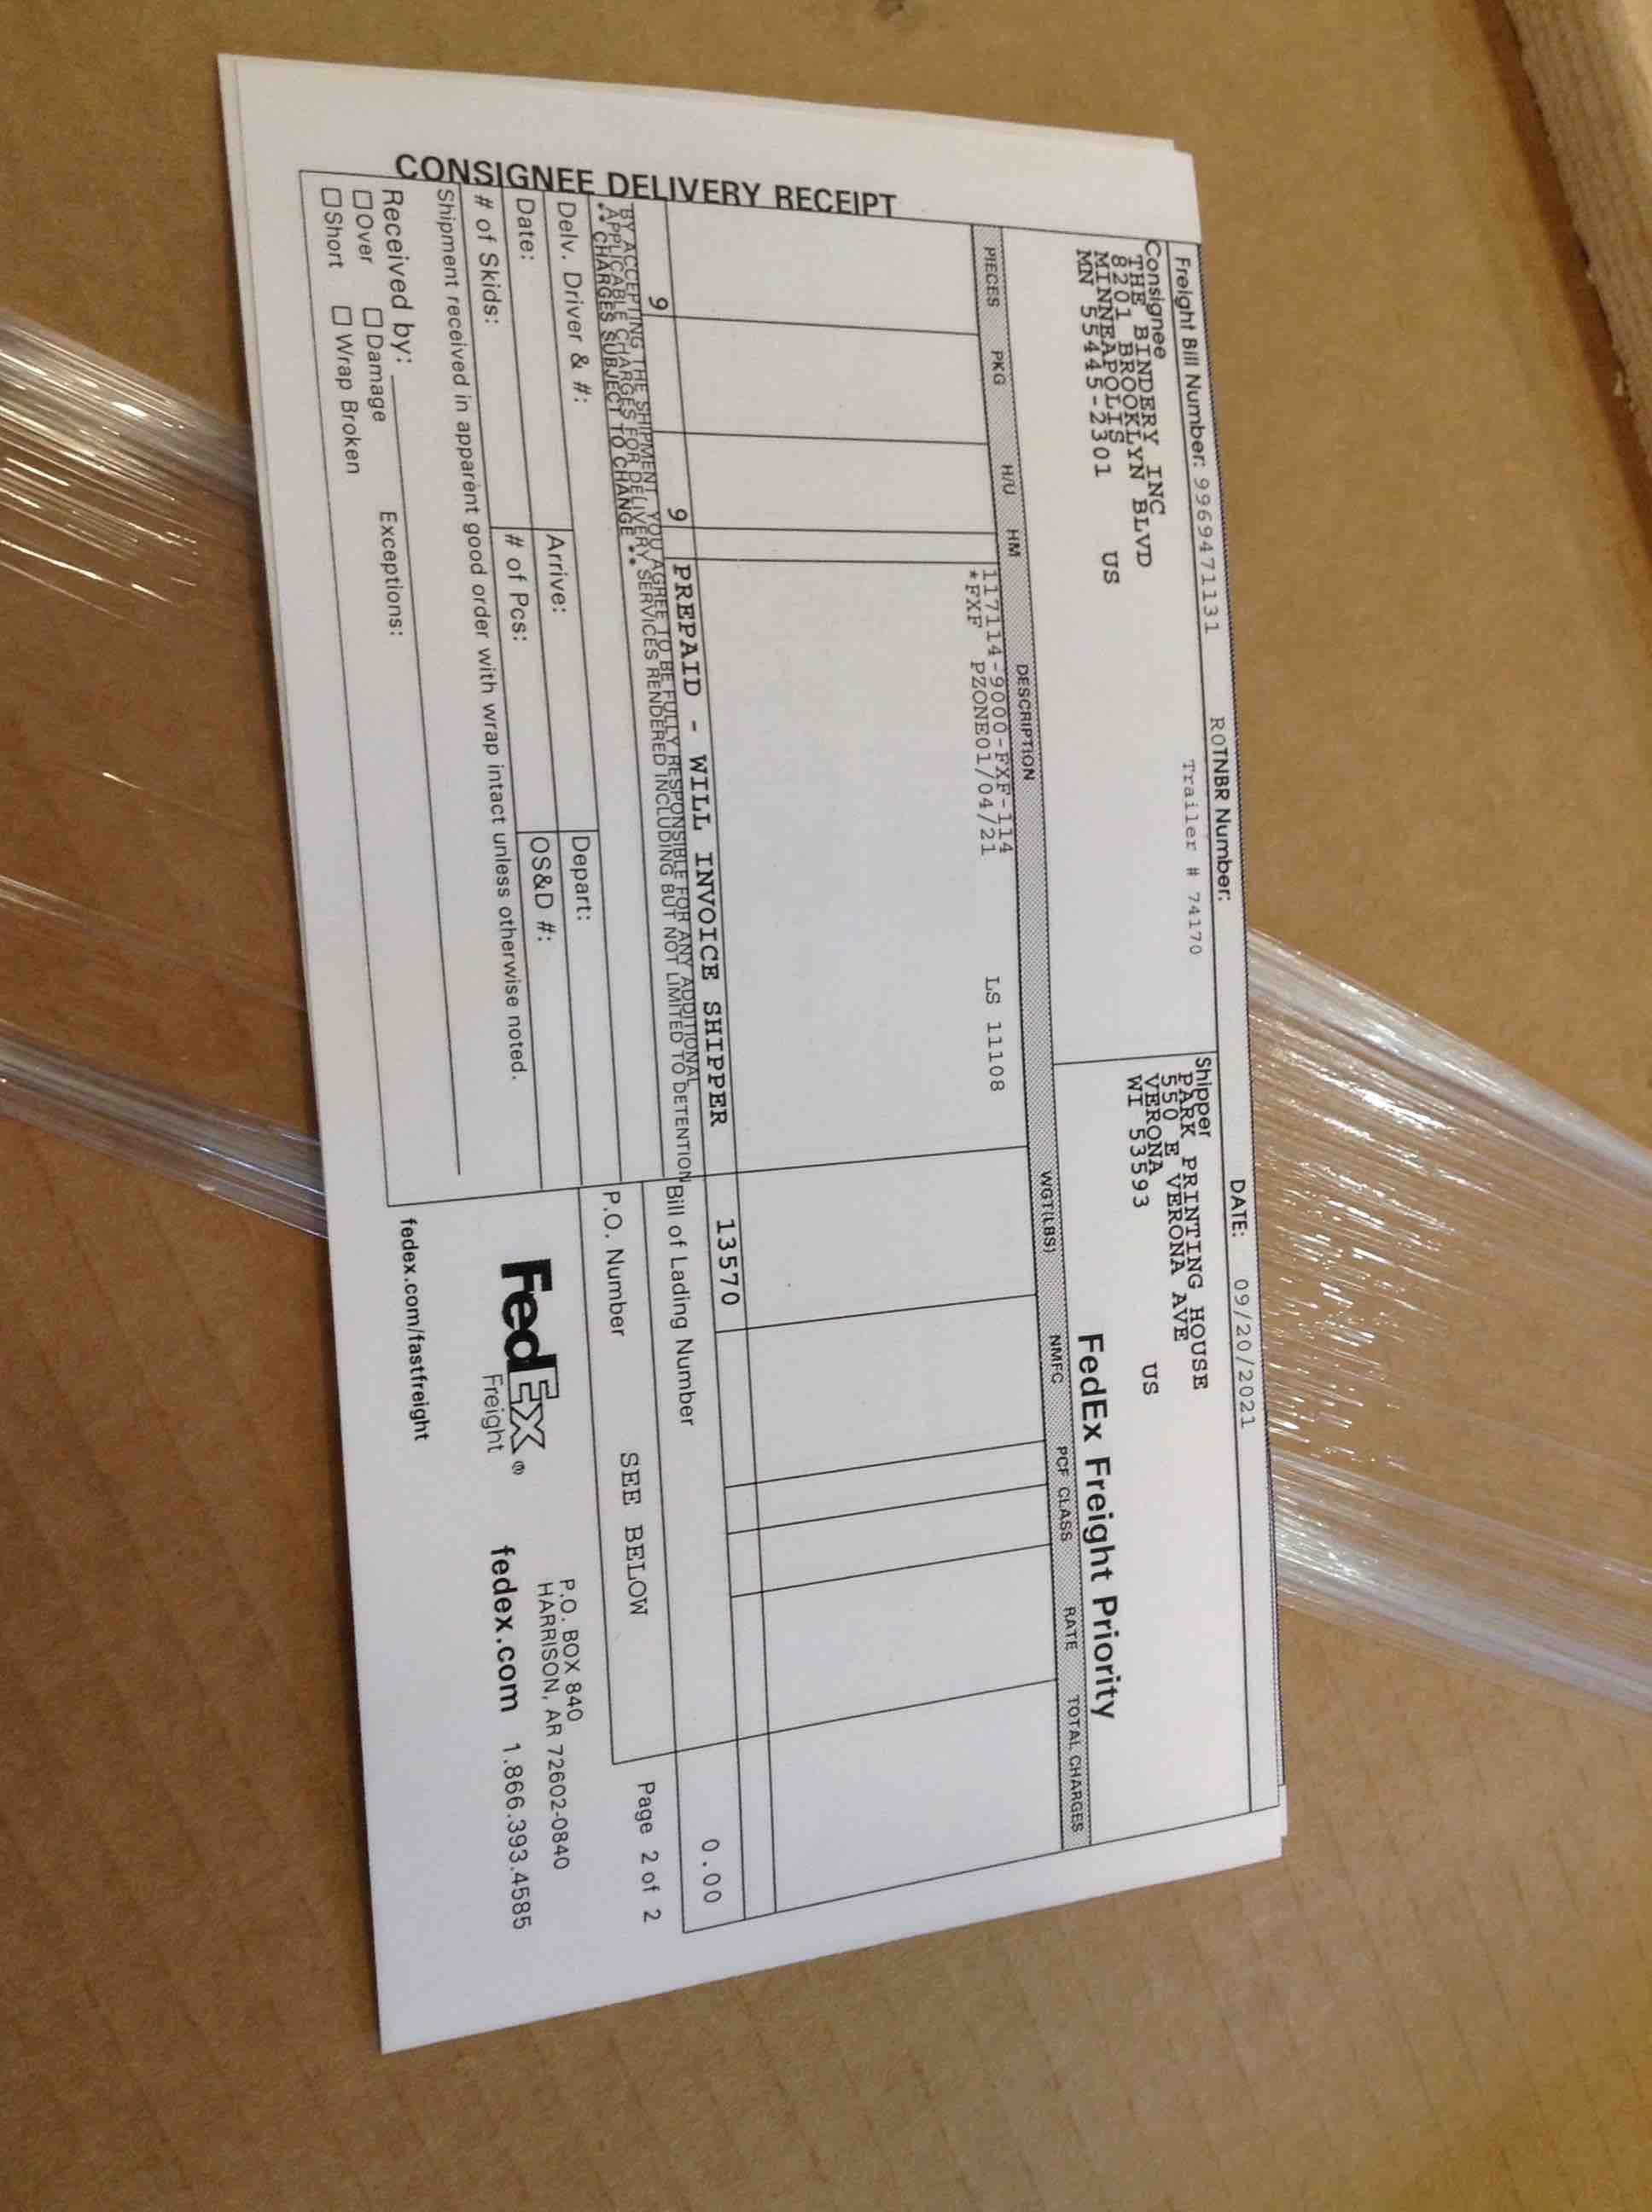 CONSIGNEE DELIVERY RECEIPT
Freight Bill Number: 9969471131
ROTNBR Number:
DATE: 09/20/2021
Trailer # 74170
Consignee
THE BINDERY INC
8201 BROOKLYN BLVD
MINNEAPOLIS
MN 55445-2301 US
Shipper
PARK PRINTING HOUSE
550 E VERONA AVE
VERONA
WI 53593 US
FedEx Freight Priority
PIECES PKG H/U HM DESCRIPTION WGT(LBS) NMFC PCF CLASS RATE TOTAL CHARGES
117114-9000-FXF-114
*FXF PZONE01/04/21 LS 11108
9 9 PREPAID - WILL INVOICE SHIPPER 13570 0.00
BY ACCEPTING THE SHIPMENT, YOU AGREE TO BE FULLY RESPONSIBLE FOR ANY ADDITIONAL
APPLICABLE CHARGES FOR DELIVERY SERVICES RENDERED INCLUDING BUT NOT LIMITED TO DETENTION
** CHARGES SUBJECT TO CHANGE **
Bill of Lading Number
P.O. Number SEE BELOW
Page 2 of 2
Delv. Driver & #:
Arrive:
Depart:
Date:
# of Pcs:
OS&D #:
# of Skids:
Shipment received in apparent good order with wrap intact unless otherwise noted.
Received by:
Over Damage Exceptions:
Short Wrap Broken
FedEx®
Freight
P.O. BOX 840
HARRISON, AR 72602-0840
fedex.com 1.866.393.4585
fedex.com/fastfreight